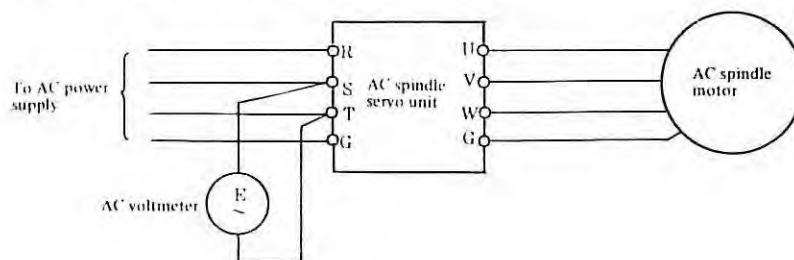 To AC power
supply
R
S
T
G
AC spindle
servo unit
U
V
W
G
AC spindle
motor
AC voltmeter
E
~